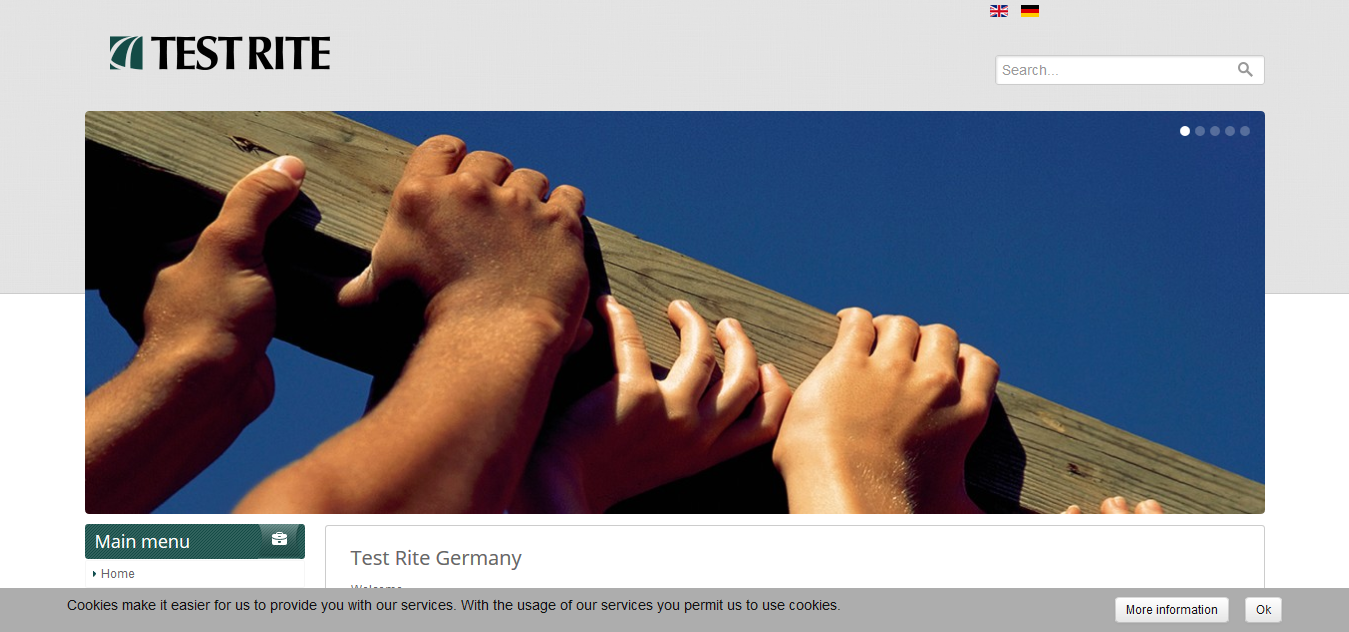 TEST RITE
Search...
Main menu
Home
Test Rite Germany
Welcome
Cookies make it easier for us to provide you with our services. With the usage of our services you permit us to use cookies.
More information
Ok